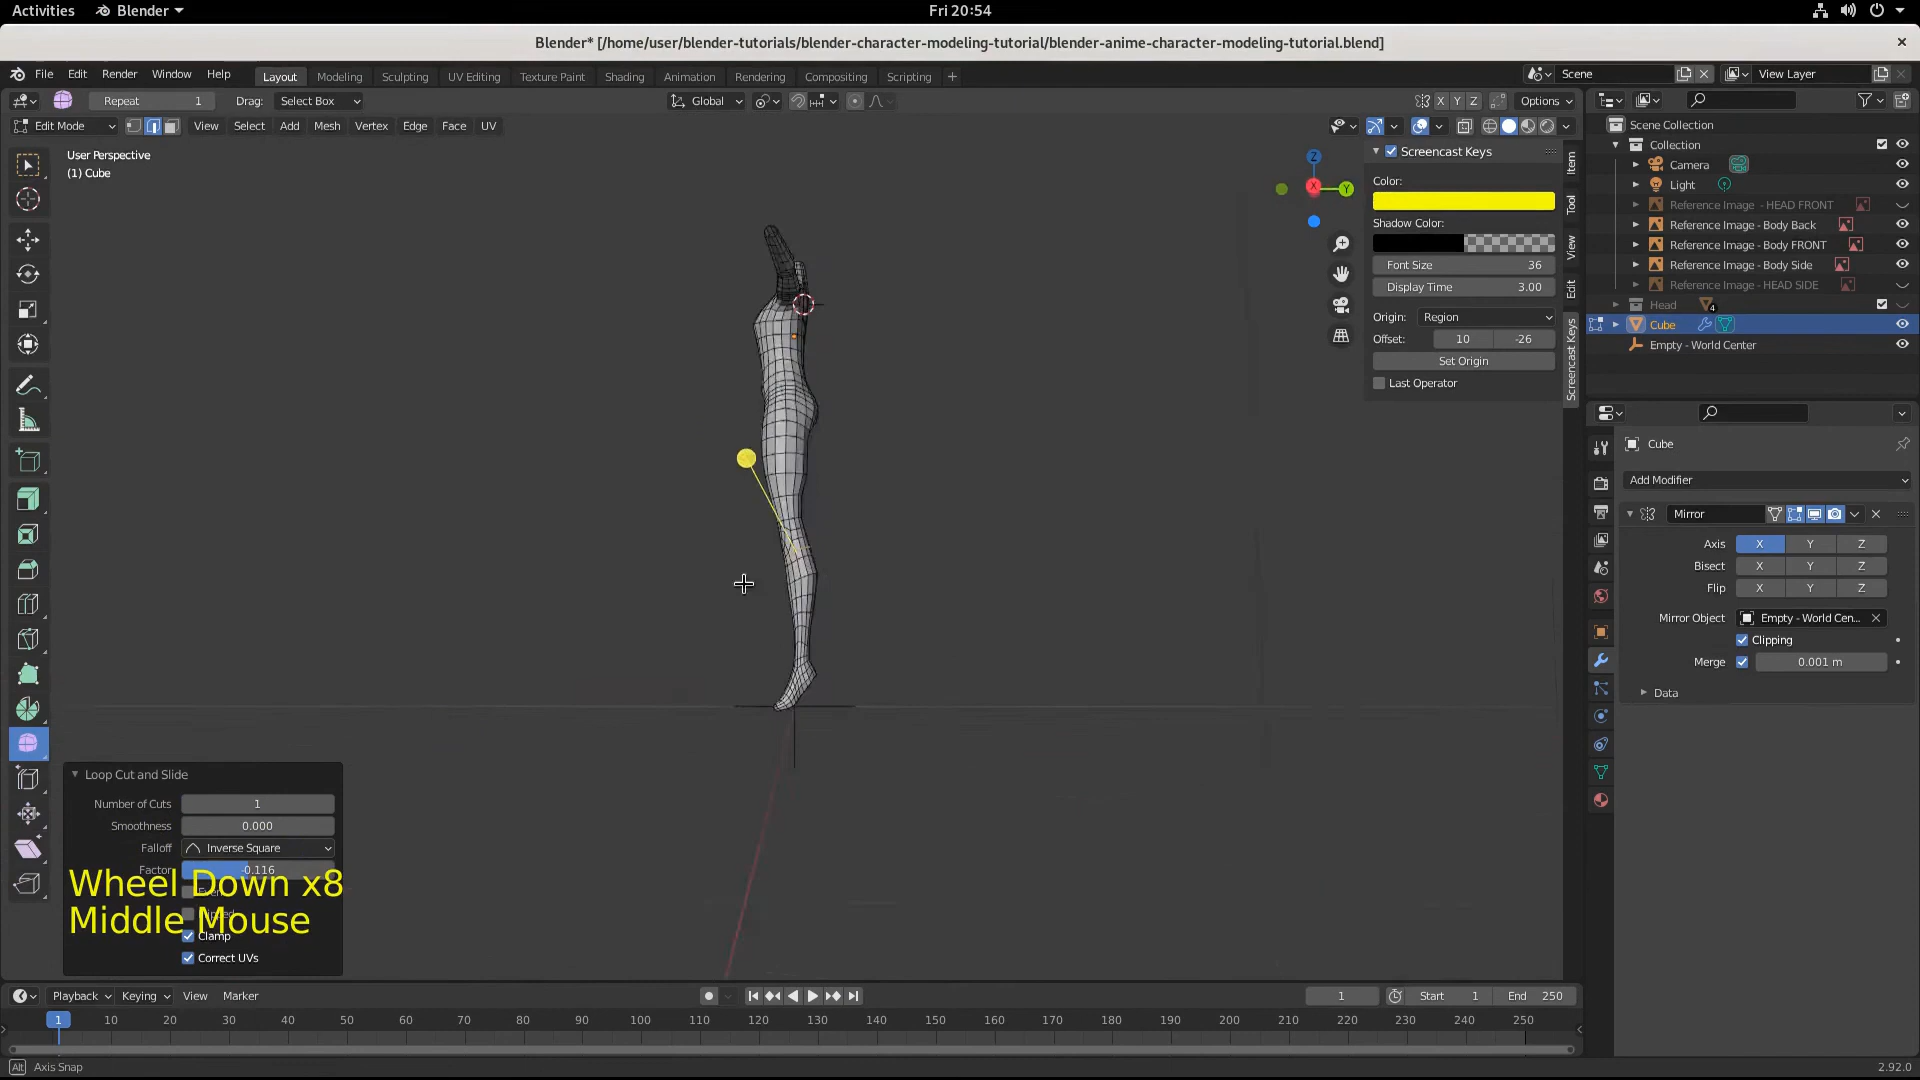 Activities Blender Fri 20:54
Blender* [/home/user/blender-tutorials/blender-character-modeling-tutorial/blender-anime-character-modeling-tutorial.blend]
File Edit Render Window Help Layout Modeling Sculpting UV Editing Texture Paint Shading Animation Rendering Compositing Scripting + Scene View Layer
Repeat 1 Drag: Select Box Global X Y Z Options
Edit Mode View Select Add Mesh Vertex Edge Face UV
User Perspective
(1) Cube
Z
X
Y
Screencast Keys
Color:
Shadow Color:
Font Size 36
Display Time 3.00
Origin: Region
Offset: 10 -26
Set Origin
Last Operator
Item
Tool
View
Edit
Screencast Keys
Scene Collection
Collection
Camera
Light
Reference Image - HEAD FRONT
Reference Image - Body Back
Reference Image - Body FRONT
Reference Image - Body Side
Reference Image - HEAD SIDE
Head 4
Cube
Empty - World Center
Cube
Add Modifier
Mirror
Axis X Y Z
Bisect X Y Z
Flip X Y Z
Mirror Object Empty - World Cen...
Clipping
Merge 0.001 m
Data
Loop Cut and Slide
Number of Cuts 1
Smoothness 0.000
Falloff Inverse Square
Factor -0.116
Wheel Down x8
Middle Mouse
Clamp
Correct UVs
Playback Keying View Marker 1 Start 1 End 250
1 10 20 30 40 50 60 70 80 90 100 110 120 130 140 150 160 170 180 190 200 210 220 230 240 250
Alt Axis Snap 2.92.0